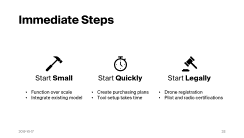 Immediate Steps
Start Small
Start Quickly
Start Legally
• Function over scale
• Integrate existing model
• Create purchasing plans
• Tool setup takes time
• Drone registration
• Pilot and radio certifications